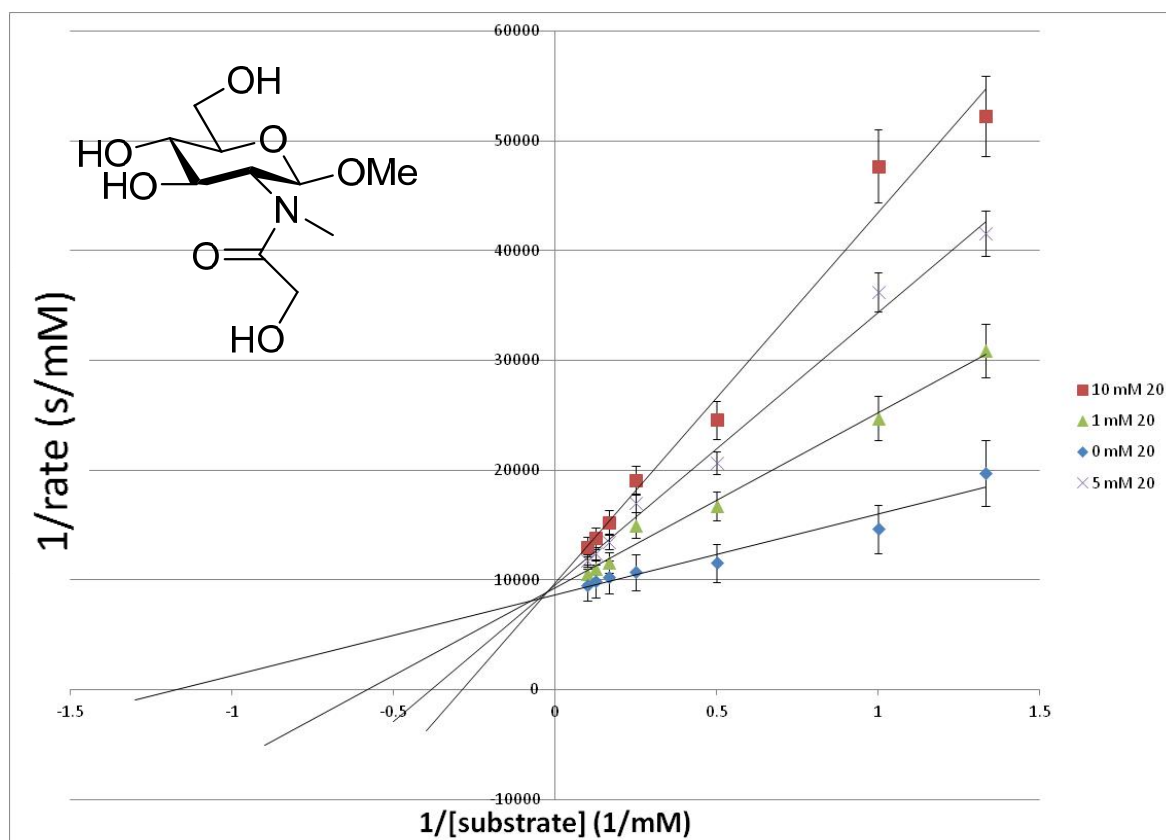 60000
50000
40000
30000
20000
10000
0
-10000
-1.5
-1
-0.5
0
0.5
1
1.5
1/rate (s/mM)
1/[substrate] (1/mM)
OH
HO
O
HO
OMe
N
O
HO
10 mM 20
1 mM 20
0 mM 20
5 mM 20